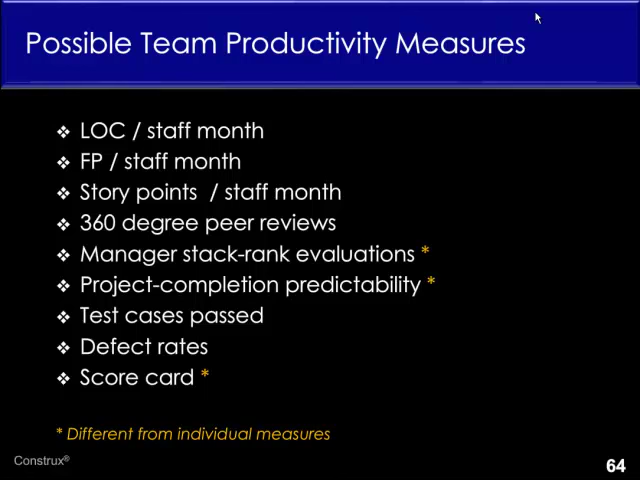 Possible Team Productivity Measures
❖ LOC / staff month
❖ FP / staff month
❖ Story points / staff month
❖ 360 degree peer reviews
❖ Manager stack-rank evaluations *
❖ Project-completion predictability *
❖ Test cases passed
❖ Defect rates
❖ Score card *
* Different from individual measures
Construx®
64